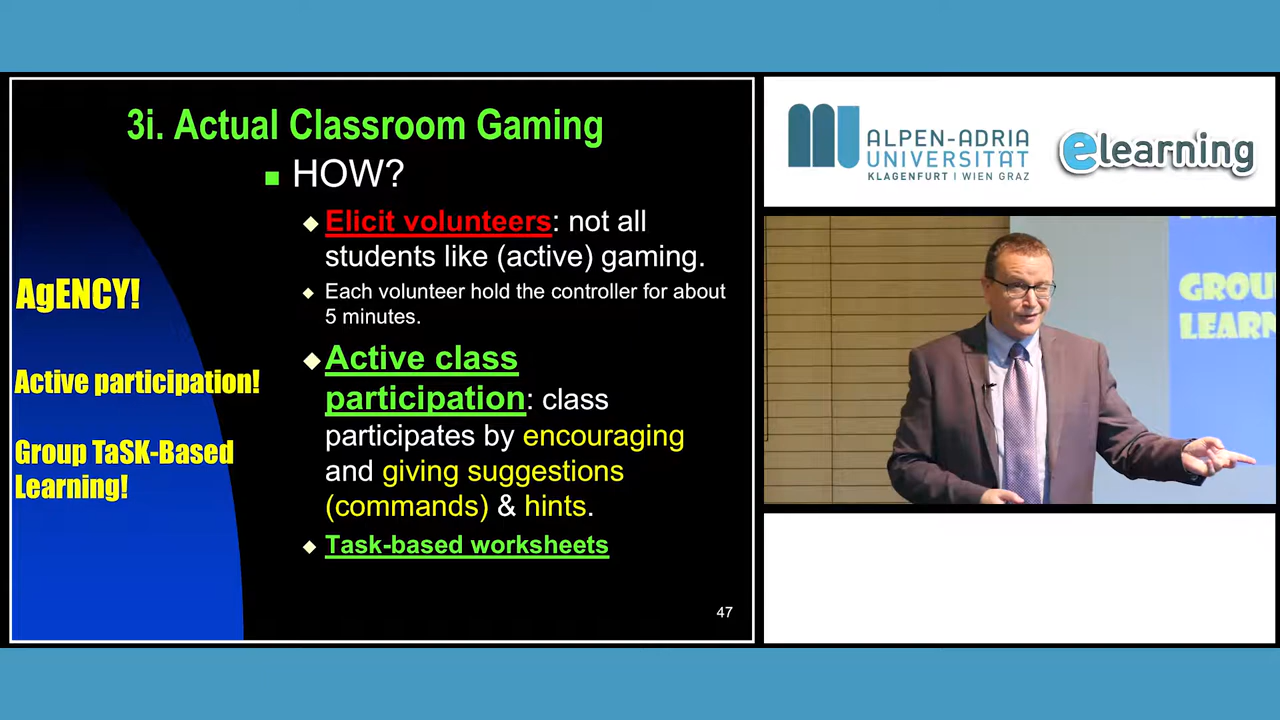 3i. Actual Classroom Gaming
HOW?
Elicit volunteers: not all
students like (active) gaming.
Each volunteer hold the controller for about
5 minutes.
Active class
participation: class
participates by encouraging
and giving suggestions
(commands) & hints.
Task-based worksheets
AgENCY!
Active participation!
Group TaSK-Based
Learning!
47
ALPEN-ADRIA
UNIVERSITÄT
KLAGENFURT | WIEN GRAZ
elearning
GROU
LEARN